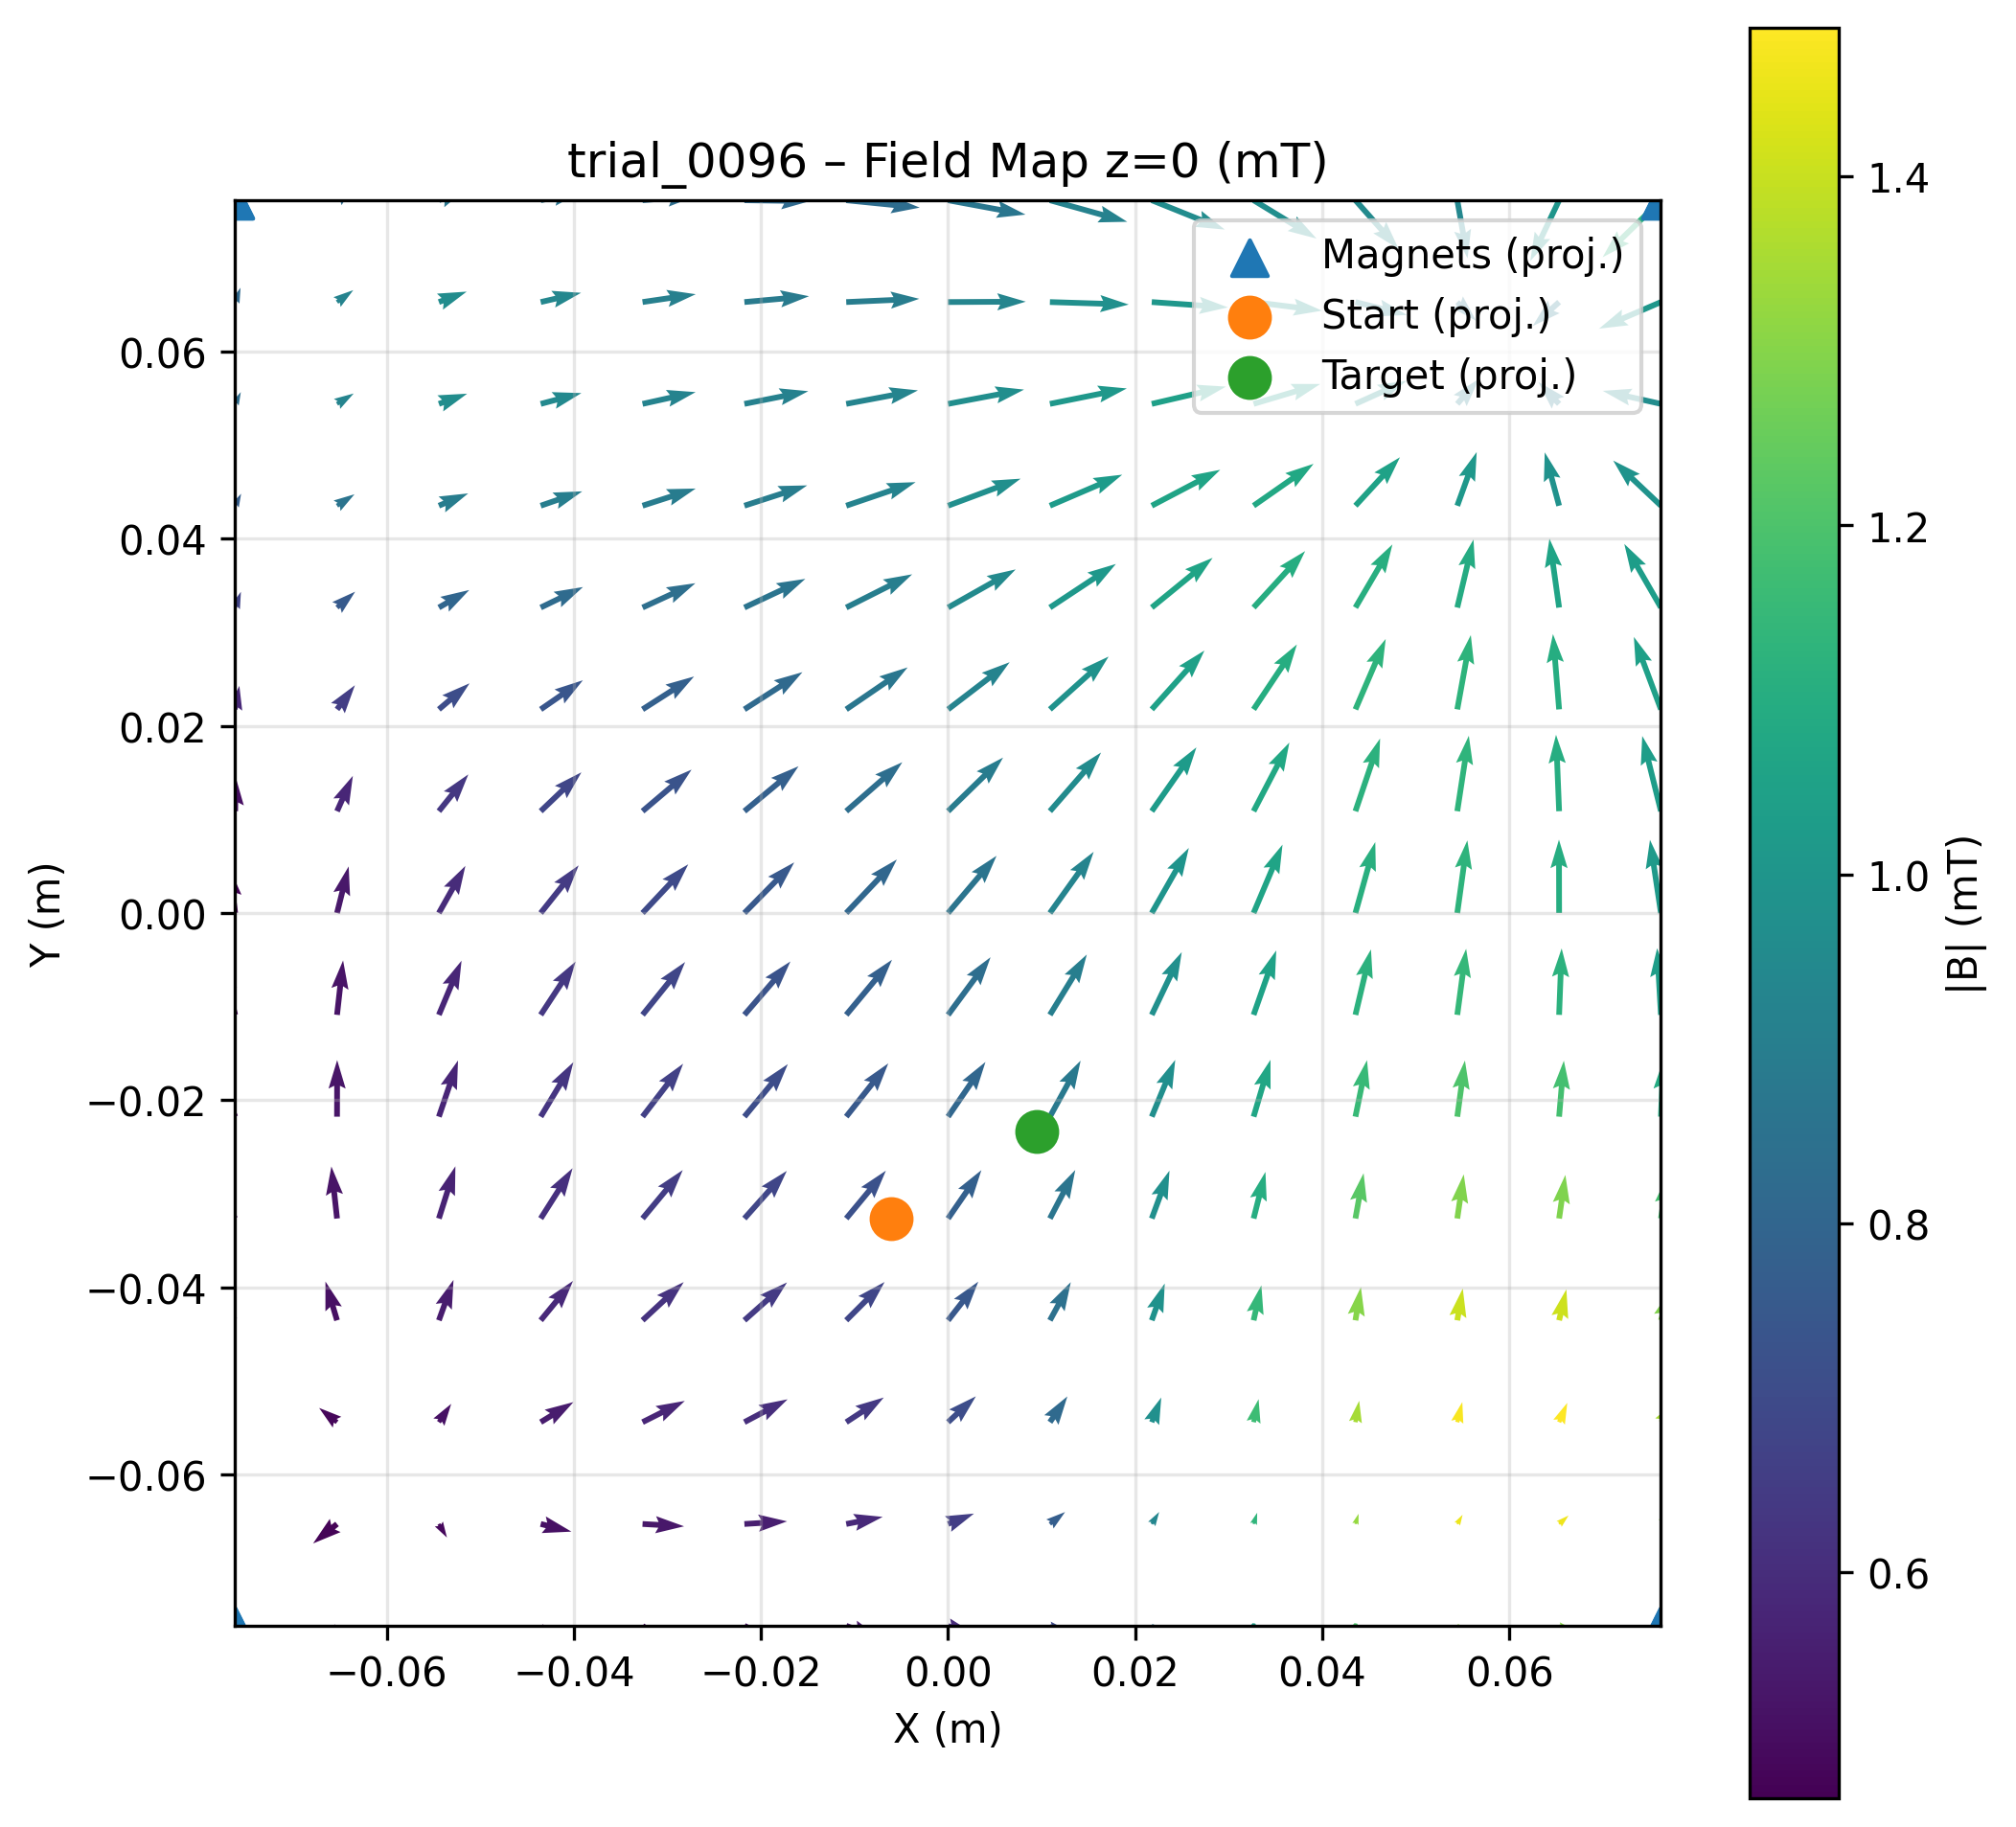 trial_0096 – Field Map z=0 (mT)
Magnets (proj.)
Start (proj.)
Target (proj.)
Y (m)
0.06
0.04
0.02
0.00
−0.02
−0.04
−0.06
−0.06
−0.04
−0.02
0.00
0.02
0.04
0.06
X (m)
1.4
1.2
1.0
0.8
0.6
|B| (mT)